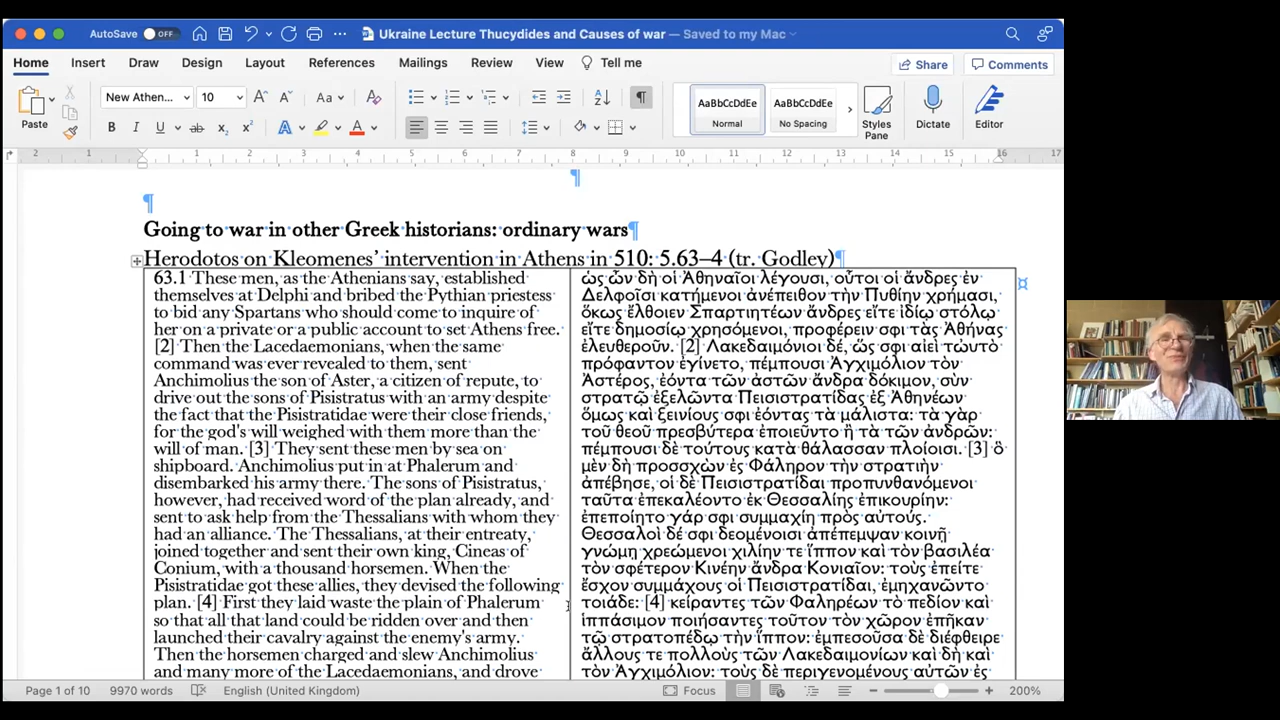 AutoSave OFF
Ukraine Lecture Thucydides and Causes of war — Saved to my Mac
Home Insert Draw Design Layout References Mailings Review View Tell me
Share Comments
New Athen... 10 Aa
Paste
AaBbCcDdEe AaBbCcDdEe
Normal No Spacing
Styles Pane
Dictate
Editor
2 1 1 2 3 4 5 6 7 8 9 10 11 12 13 14 15 16 17
¶
¶
Going to war in other Greek historians: ordinary wars¶
Herodotos on Kleomenes’ intervention in Athens in 510: 5.63–4 (tr. Godley)¶
63.1 These men, as the Athenians say, established
themselves at Delphi and bribed the Pythian priestess
to bid any Spartans who should come to inquire of
her on a private or a public account to set Athens free.
[2] Then the Lacedaemonians, when the same
command was ever revealed to them, sent
Anchimolius the son of Aster, a citizen of repute, to
drive out the sons of Pisistratus with an army despite
the fact that the Pisistratidae were their close friends,
for the god's will weighed with them more than the
will of man. [3] They sent these men by sea on
shipboard. Anchimolius put in at Phalerum and
disembarked his army there. The sons of Pisistratus,
however, had received word of the plan already, and
sent to ask help from the Thessalians with whom they
had an alliance. The Thessalians, at their entreaty,
joined together and sent their own king, Cineas of
Conium, with a thousand horsemen. When the
Pisistratidae got these allies, they devised the following
plan. [4] First they laid waste the plain of Phalerum
so that all that land could be ridden over and then
launched their cavalry against the enemy's army.
Then the horsemen charged and slew Anchimolius
and many more of the Lacedaemonians, and drove
ὡς ὦν δὴ οἱ Ἀθηναῖοι λέγουσι, οὗτοι οἱ ἄνδρες ἐν
Δελφοῖσι κατήμενοι ἀνέπειθον τὴν Πυθίην χρήμασι,
ὅκως ἔλθοιεν Σπαρτιητέων ἄνδρες εἴτε ἰδίῳ στόλῳ
εἴτε δημοσίῳ χρησόμενοι, προφέρειν σφι τὰς Ἀθήνας
ἐλευθεροῦν. [2] Λακεδαιμόνιοι δέ, ὥς σφι αἰεὶ τὠυτὸ
πρόφαντον ἐγίνετο, πέμπουσι Ἀγχιμόλιον τὸν
Ἀστέρος, ἐόντα τῶν ἀστῶν ἄνδρα δόκιμον, σὺν
στρατῷ ἐξελῶντα Πεισιστρατίδας ἐξ Ἀθηνέων
ὅμως καὶ ξεινίους σφι ἐόντας τὰ μάλιστα: τὰ γὰρ
τοῦ θεοῦ πρεσβύτερα ἐποιεῦντο ἢ τὰ τῶν ἀνδρῶν:
πέμπουσι δὲ τούτους κατὰ θάλασσαν πλοίοισι. [3] ὃ
μὲν δὴ προσσχὼν ἐς Φάληρον τὴν στρατιὴν
ἀπέβησε, οἱ δὲ Πεισιστρατίδαι προπυνθανόμενοι
ταῦτα ἐπεκαλέοντο ἐκ Θεσσαλίης ἐπικουρίην:
ἐπεποίητο γάρ σφι συμμαχίη πρὸς αὐτούς.
Θεσσαλοὶ δέ σφι δεομένοισι ἀπέπεμψαν κοινῇ
γνώμῃ χρεώμενοι χιλίην τε ἵππον καὶ τὸν βασιλέα
τὸν σφέτερον Κινέην ἄνδρα Κονιαῖον: τοὺς ἐπείτε
ἔσχον συμμάχους οἱ Πεισιστρατίδαι, ἐμηχανῶντο
τοιάδε: [4] κείραντες τῶν Φαληρέων τὸ πεδίον καὶ
ἱππάσιμον ποιήσαντες τοῦτον τὸν χῶρον ἐπῆκαν
τῷ στρατοπέδῳ τὴν ἵππον: ἐμπεσοῦσα δὲ διέφθειρε
ἄλλους τε πολλοὺς τῶν Λακεδαιμονίων καὶ δὴ καὶ
τὸν Ἀγχιμόλιον: τοὺς δὲ περιγενομένους αὐτῶν ἐς
Page 1 of 10 9970 words English (United Kingdom) Focus 200%